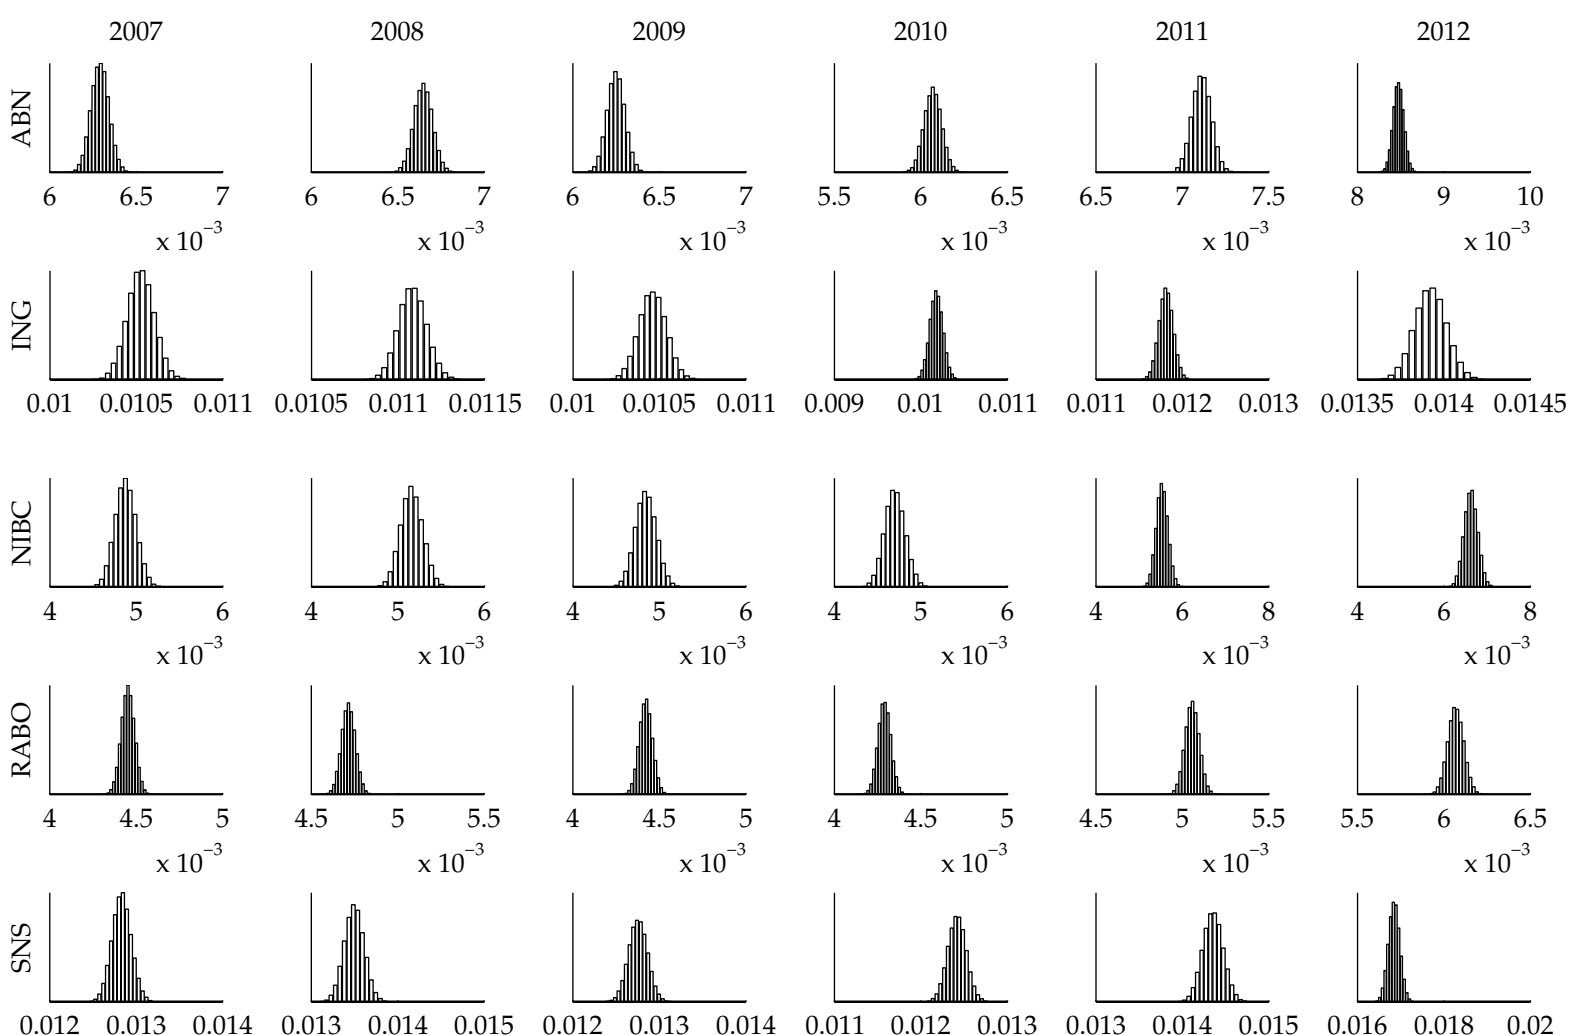 2007 2008 2009 2010 2011 2012
ABN
6 6.5 7 6 6.5 7 6 6.5 7 5.5 6 6.5 6.5 7 7.5 8 9 10
x 10⁻³ x 10⁻³ x 10⁻³ x 10⁻³ x 10⁻³ x 10⁻³
ING
0.01 0.0105 0.011 0.0105 0.011 0.0115 0.01 0.0105 0.011 0.009 0.01 0.011 0.011 0.012 0.013 0.0135 0.014 0.0145
NIBC
4 5 6 4 5 6 4 5 6 4 5 6 4 6 8 4 6 8
x 10⁻³ x 10⁻³ x 10⁻³ x 10⁻³ x 10⁻³ x 10⁻³
RABO
4 4.5 5 4.5 5 5.5 4 4.5 5 4 4.5 5 4.5 5 5.5 5.5 6 6.5
x 10⁻³ x 10⁻³ x 10⁻³ x 10⁻³ x 10⁻³ x 10⁻³
SNS
0.012 0.013 0.014 0.013 0.014 0.015 0.012 0.013 0.014 0.011 0.012 0.013 0.013 0.014 0.015 0.016 0.018 0.02